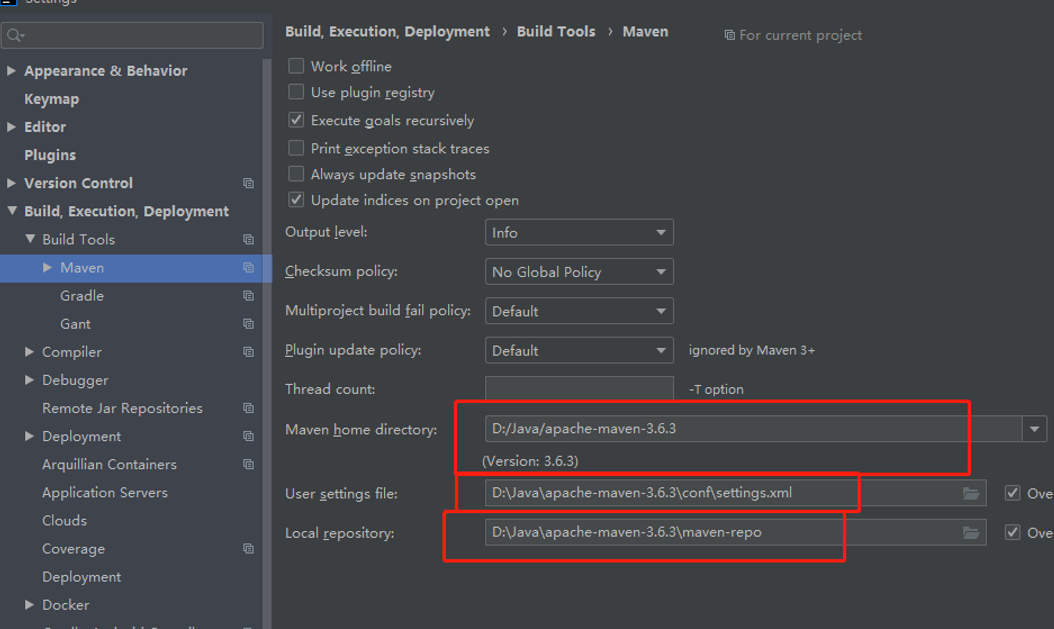 Settings
Appearance & Behavior
Keymap
Editor
Plugins
Version Control
Build, Execution, Deployment
Build Tools
Maven
Gradle
Gant
Compiler
Debugger
Remote Jar Repositories
Deployment
Arquillian Containers
Application Servers
Clouds
Coverage
Deployment
Docker
Build, Execution, Deployment › Build Tools › Maven
For current project
Work offline
Use plugin registry
Execute goals recursively
Print exception stack traces
Always update snapshots
Update indices on project open
Output level: Info
Checksum policy: No Global Policy
Multiproject build fail policy: Default
Plugin update policy: Default ignored by Maven 3+
Thread count: -T option
Maven home directory: D:/Java/apache-maven-3.6.3
(Version: 3.6.3)
User settings file: D:\Java\apache-maven-3.6.3\conf\settings.xml Ove
Local repository: D:\Java\apache-maven-3.6.3\maven-repo Ove